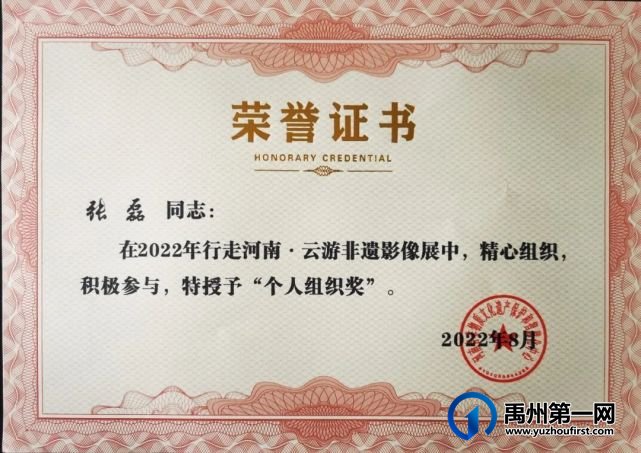 荣誉证书
HONORARY CREDENTIAL
张磊 同志:
在2022年行走河南·云游非遗影像展中,精心组织,
积极参与,特授予“个人组织奖”。
2022年8月
禹州第一网
www.yuzhoufirst.com